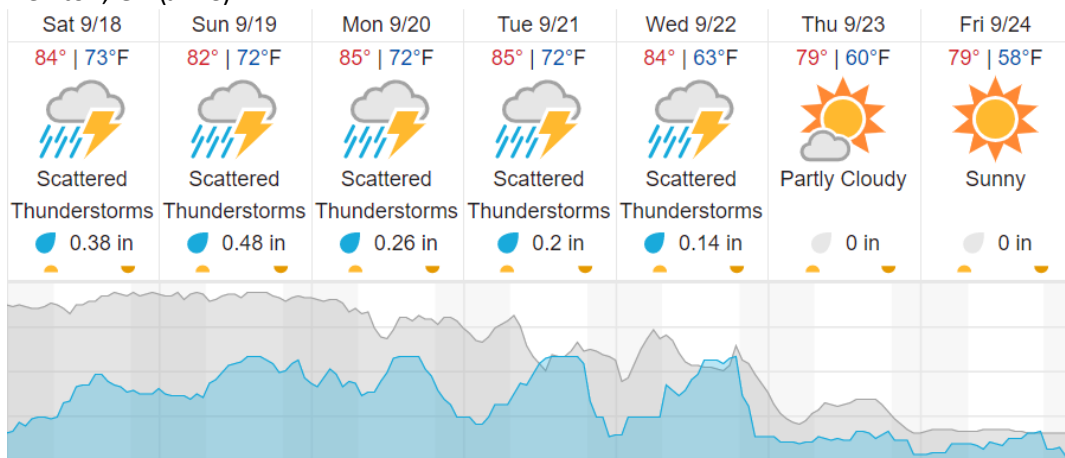 Sat 9/18 Sun 9/19 Mon 9/20 Tue 9/21 Wed 9/22 Thu 9/23 Fri 9/24
84° | 73°F 82° | 72°F 85° | 72°F 85° | 72°F 84° | 63°F 79° | 60°F 79° | 58°F
Scattered Scattered Scattered Scattered Scattered Partly Cloudy Sunny
Thunderstorms Thunderstorms Thunderstorms Thunderstorms Thunderstorms
0.38 in 0.48 in 0.26 in 0.2 in 0.14 in 0 in 0 in